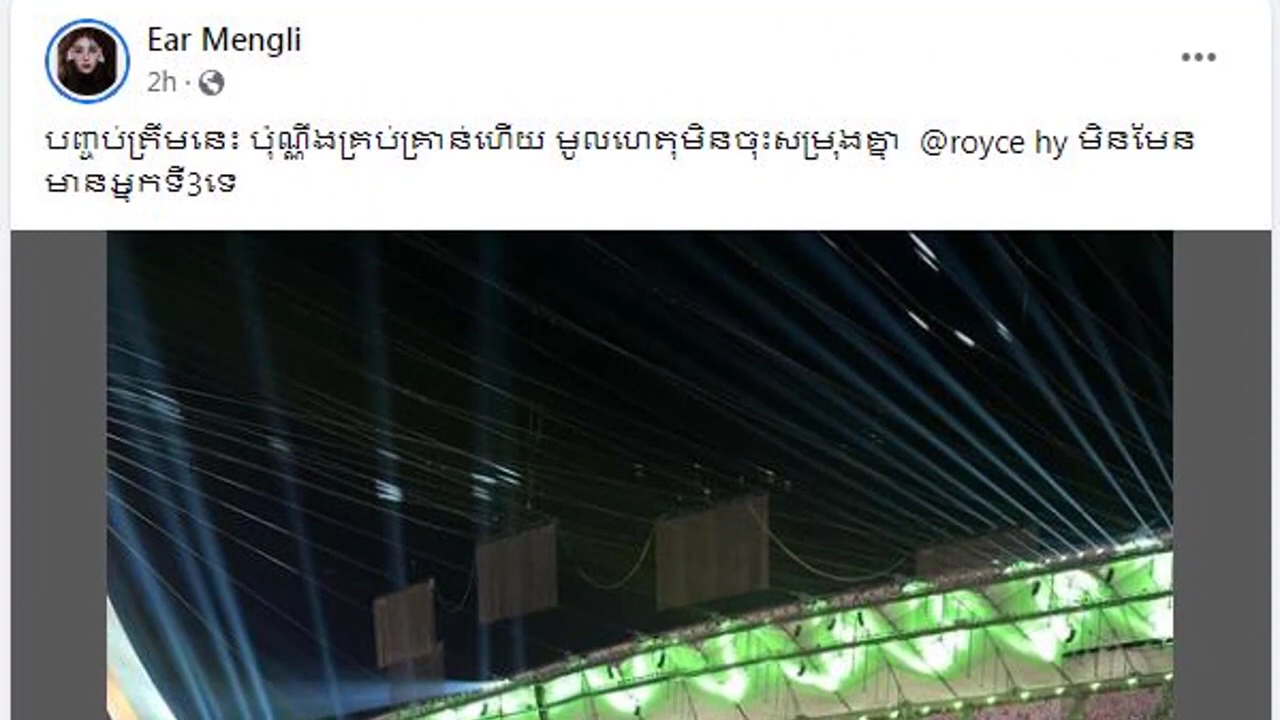 Ear Mengli
2h ·
បញ្ចប់ត្រឹមនេះ ប៉ុណ្ណឹងគ្រប់គ្រាន់ហើយ មូលហេតុមិនចុះសម្រុងគ្នា @royce hy មិនមែន
មានអ្នកទី3ទេ